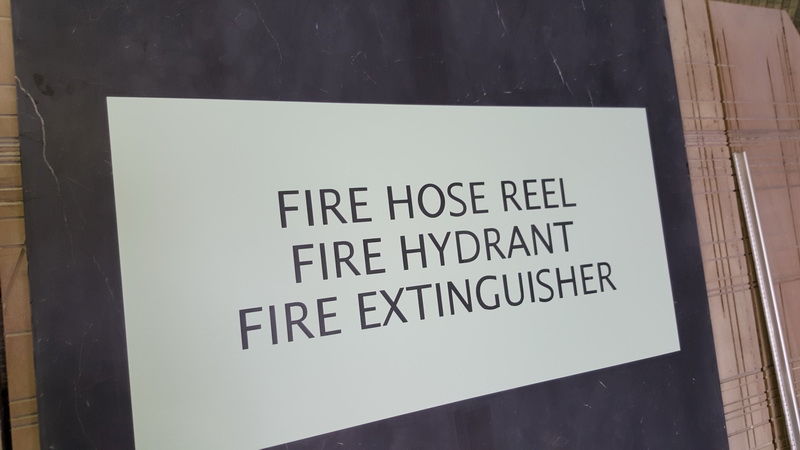 FIRE HOSE REEL
FIRE HYDRANT
FIRE EXTINGUISHER